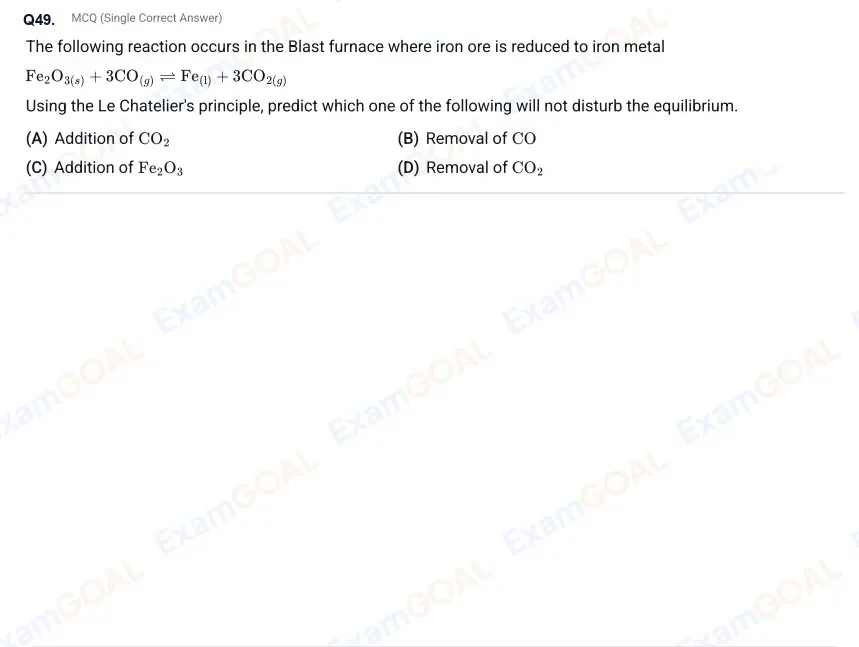 Q49. MCQ (Single Correct Answer)
The following reaction occurs in the Blast furnace where iron ore is reduced to iron metal
Fe₂O₃(s) + 3CO(g) ⇌ Fe(l) + 3CO₂(g)
Using the Le Chatelier's principle, predict which one of the following will not disturb the equilibrium.
(A) Addition of CO₂ (B) Removal of CO
(C) Addition of Fe₂O₃ (D) Removal of CO₂
ExamGOAL